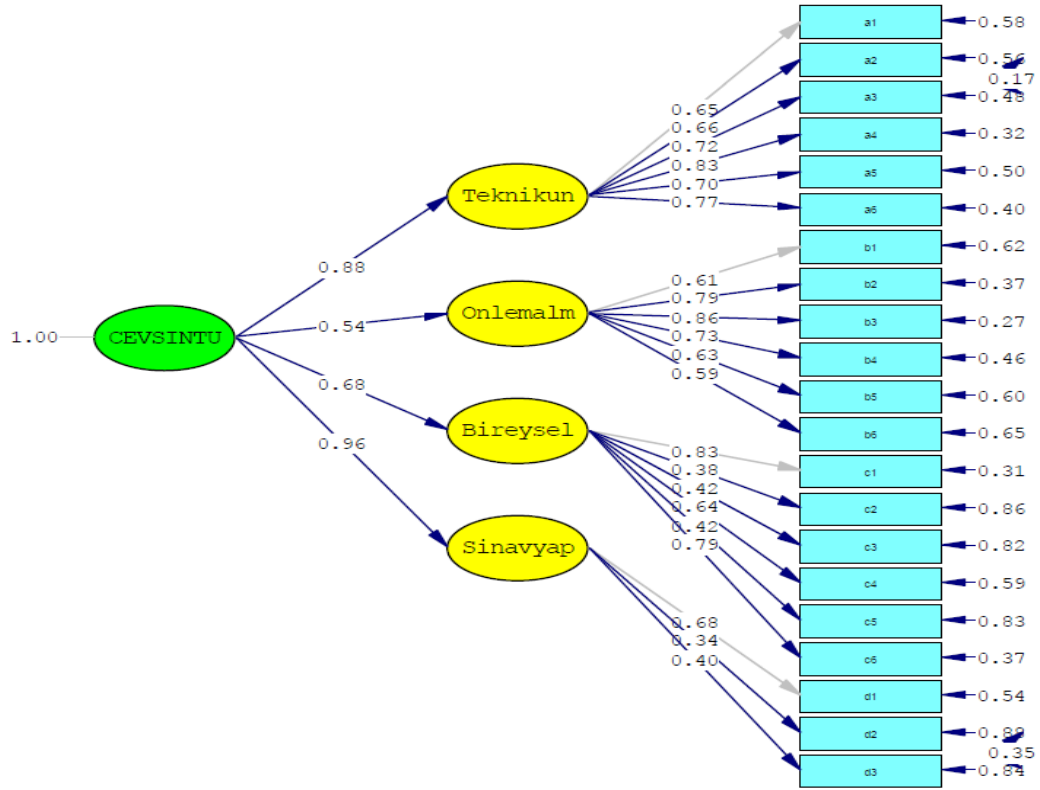 1.00
CEVSINTU
0.88
0.54
0.68
0.96
Teknikun
Onlemalm
Bireysel
Sinavyap
0.65
0.66
0.72
0.83
0.70
0.77
0.61
0.79
0.86
0.73
0.63
0.59
0.83
0.38
0.42
0.64
0.42
0.79
0.68
0.34
0.40
a1 0.58
a2 0.56
0.17
a3 0.48
a4 0.32
a5 0.50
a6 0.40
b1 0.62
b2 0.37
b3 0.27
b4 0.46
b5 0.60
b6 0.65
c1 0.31
c2 0.86
c3 0.82
c4 0.59
c5 0.83
c6 0.37
d1 0.54
d2
0.35
d3 0.84